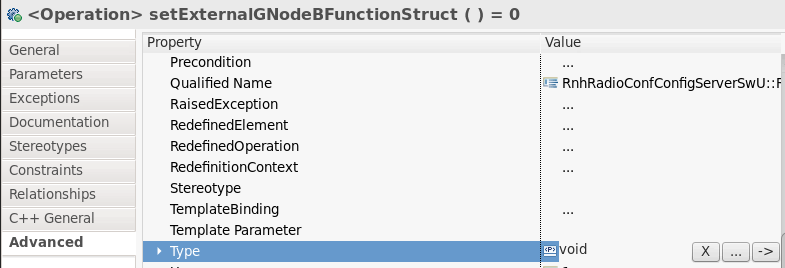 <Operation> setExternalGNodeBFunctionStruct ( ) = 0
General
Parameters
Exceptions
Documentation
Stereotypes
Constraints
Relationships
C++ General
Advanced
Property Value
Precondition ...
Qualified Name RnhRadioConfConfigServerSwU::
RaisedException ...
RedefinedElement ...
RedefinedOperation ...
RedefinitionContext ...
Stereotype
TemplateBinding ...
Template Parameter
Type <P> void X ... ->